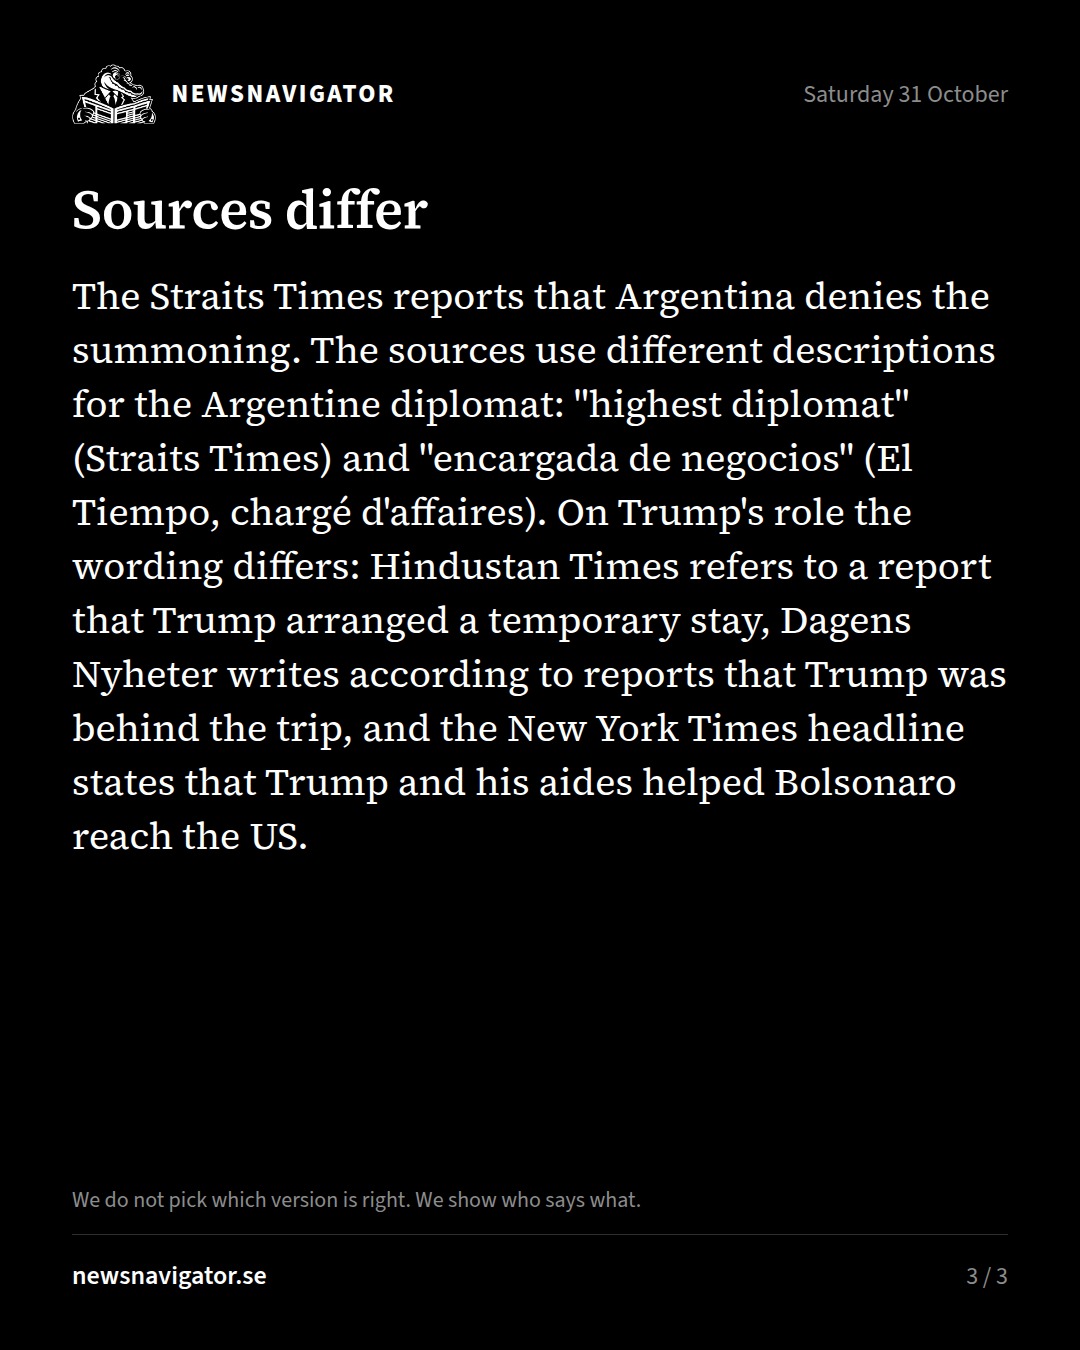 NEWSNAVIGATOR
Saturday 31 October
Sources differ
The Straits Times reports that Argentina denies the
summoning. The sources use different descriptions
for the Argentine diplomat: "highest diplomat"
(Straits Times) and "encargada de negocios" (El
Tiempo, chargé d'affaires). On Trump's role the
wording differs: Hindustan Times refers to a report
that Trump arranged a temporary stay, Dagens
Nyheter writes according to reports that Trump was
behind the trip, and the New York Times headline
states that Trump and his aides helped Bolsonaro
reach the US.
We do not pick which version is right. We show who says what.
newsnavigator.se
3 / 3